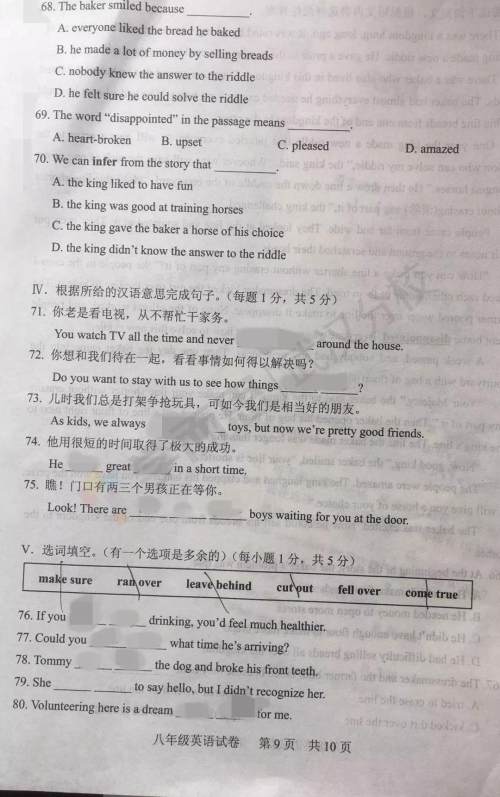 68. The baker smiled because ________.
A. everyone liked the bread he baked
B. he made a lot of money by selling breads
C. nobody knew the answer to the riddle
D. he felt sure he could solve the riddle
69. The word “disappointed” in the passage means ________.
A. heart-broken B. upset C. pleased D. amazed
70. We can infer from the story that ________.
A. the king liked to have fun
B. the king was good at training horses
C. the king gave the baker a horse of his choice
D. the king didn’t know the answer to the riddle
Ⅳ. 根据所给的汉语意思完成句子。（每题 1 分，共 5 分）
71. 你老是看电视，从不帮忙干家务。
You watch TV all the time and never ________ around the house.
72. 你想和我们待在一起，看看事情如何得以解决吗？
Do you want to stay with us to see how things ______ ______?
73. 儿时我们总是打架争抢玩具，可如今我们是相当好的朋友。
As kids, we always ________ toys, but now we’re pretty good friends.
74. 他用很短的时间取得了极大的成功。
He ______ great ______ in a short time.
75. 瞧！门口有两三个男孩正在等你。
Look! There are ______ ______ ______ boys waiting for you at the door.
Ⅴ. 选词填空。（有一个选项是多余的）（每小题 1 分，共 5 分）
make sure ran over leave behind cut out fell over come true
76. If you ______ ______ drinking, you’d feel much healthier.
77. Could you ______ ______ what time he’s arriving?
78. Tommy ______ ______ the dog and broke his front teeth.
79. She ______ ______ to say hello, but I didn’t recognize her.
80. Volunteering here is a dream ______ ______ for me.
八年级英语试卷 第 9 页 共 10 页